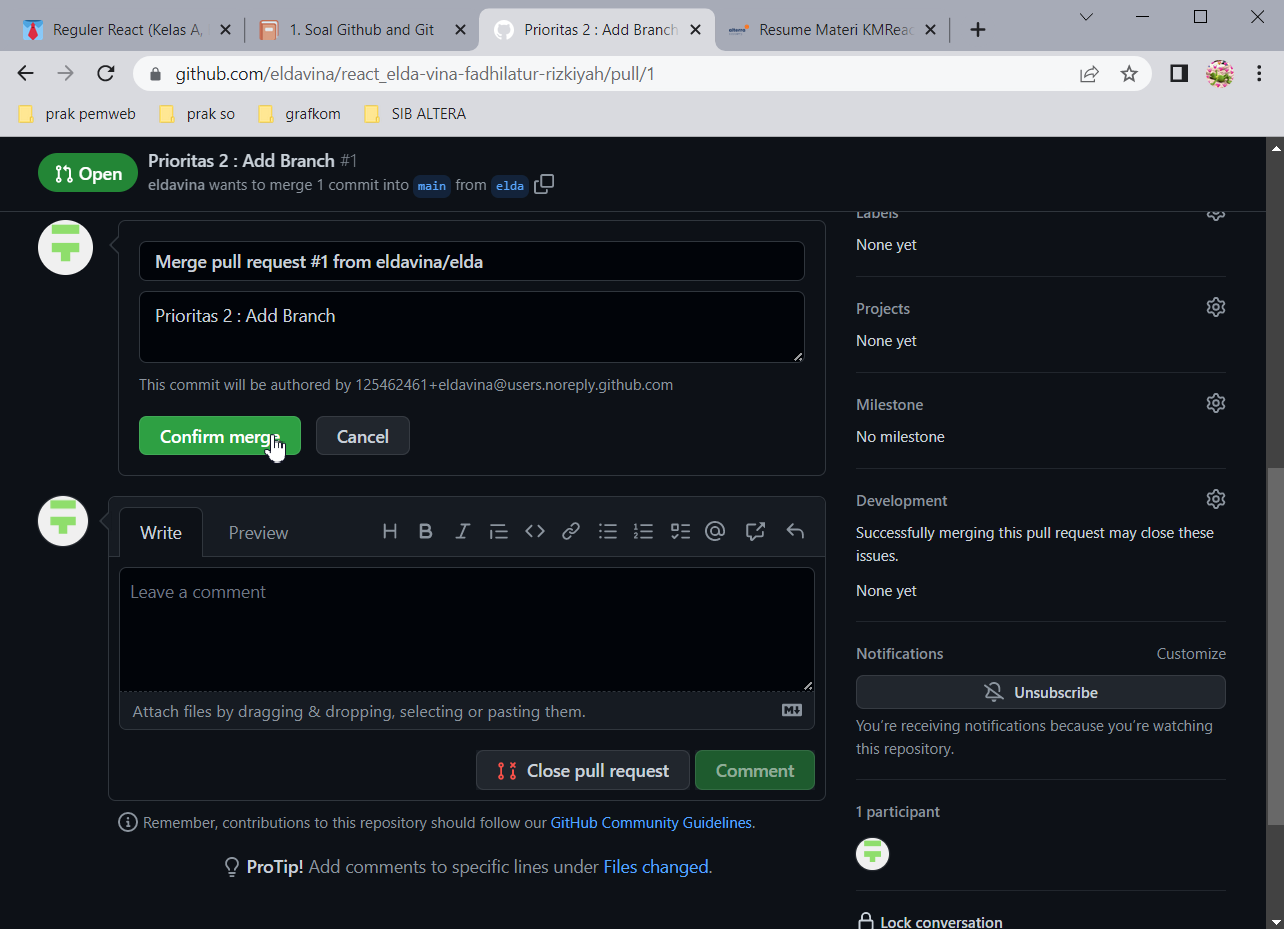 Reguler React (Kelas A,
1. Soal Github and Git
Prioritas 2 : Add Branch
alterra
Resume Materi KMReac
github.com/eldavina/react_elda-vina-fadhilatur-rizkiyah/pull/1
prak pemweb
prak so
grafkom
SIB ALTERA
Open
Prioritas 2 : Add Branch #1
eldavina wants to merge 1 commit into main from elda
Merge pull request #1 from eldavina/elda
Prioritas 2 : Add Branch
This commit will be authored by 125462461+eldavina@users.noreply.github.com
Confirm merge
Cancel
Write
Preview
Leave a comment
Attach files by dragging & dropping, selecting or pasting them.
Close pull request
Comment
Remember, contributions to this repository should follow our GitHub Community Guidelines.
ProTip! Add comments to specific lines under Files changed.
Labels
None yet
Projects
None yet
Milestone
No milestone
Development
Successfully merging this pull request may close these
issues.
None yet
Notifications
Customize
Unsubscribe
You're receiving notifications because you're watching
this repository.
1 participant
Lock conversation